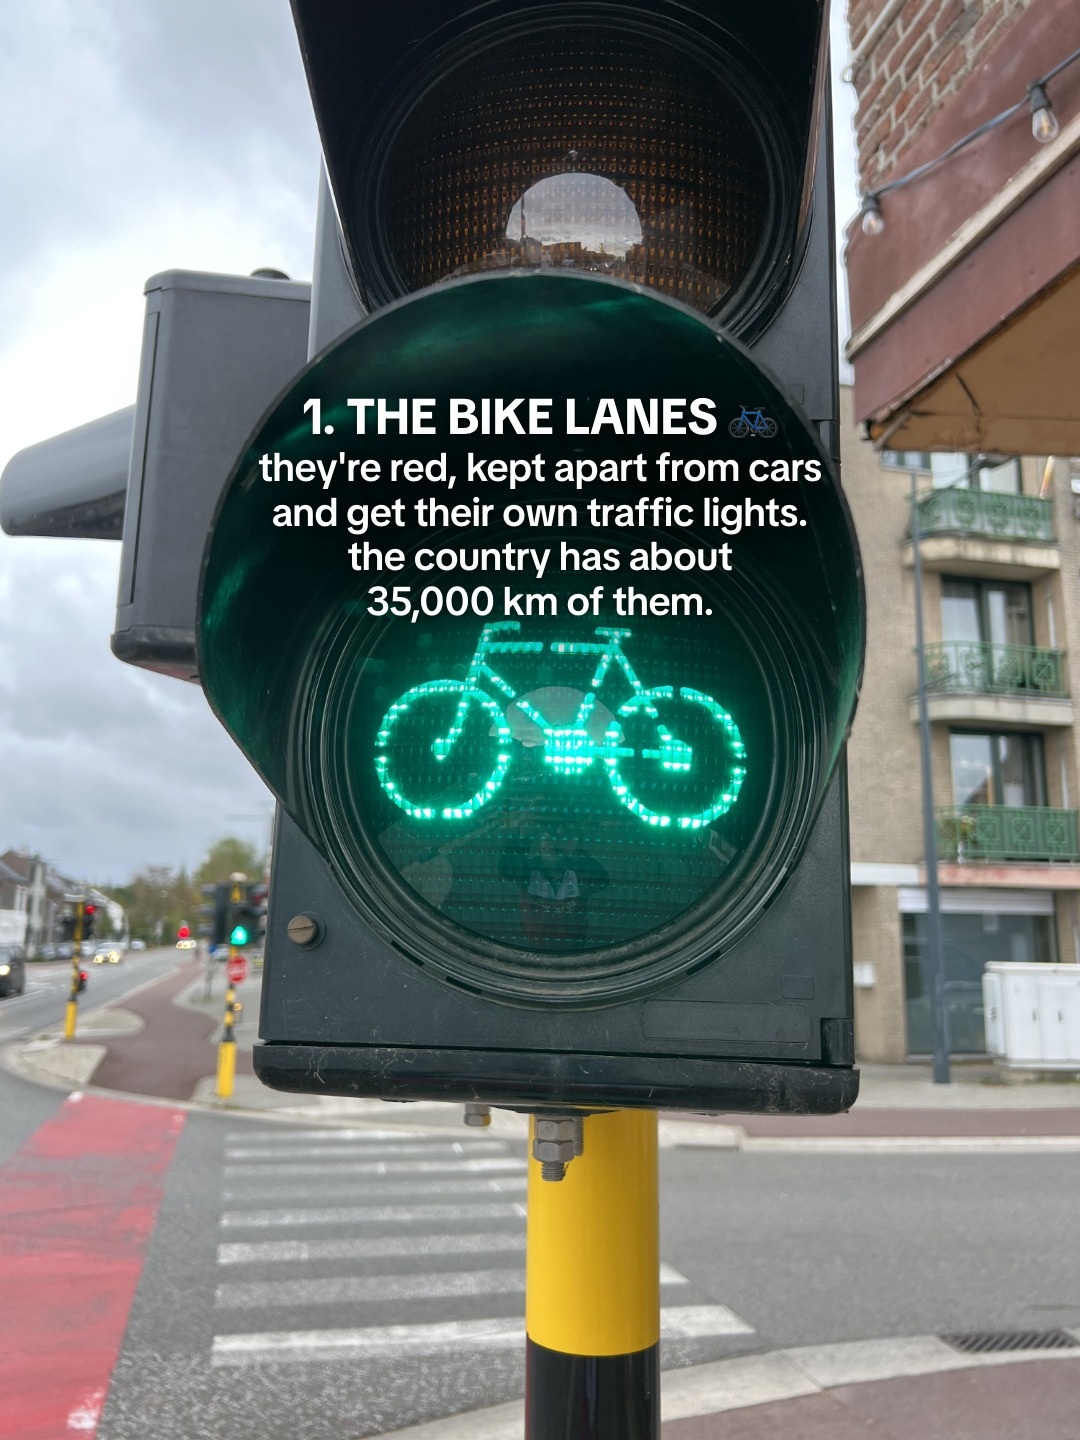 1. THE BIKE LANES 🚲
they're red, kept apart from cars
and get their own traffic lights.
the country has about
35,000 km of them.